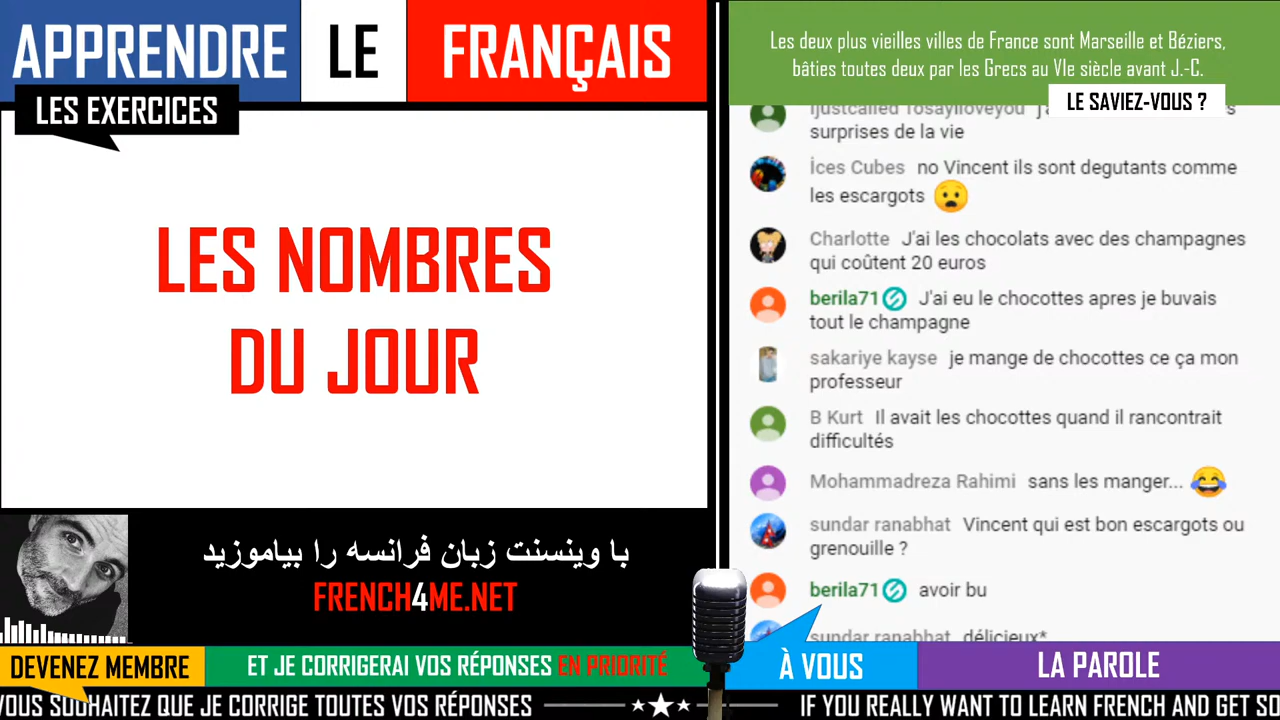 APPRENDRE LE FRANÇAIS
LES EXERCICES
LES NOMBRES
DU JOUR
با وینسنت زبان فرانسه را بیاموزید
FRENCH4ME.NET
DEVENEZ MEMBRE
ET JE CORRIGERAI VOS RÉPONSES EN PRIORITÉ
Les deux plus vieilles villes de France sont Marseille et Béziers,
bâties toutes deux par les Grecs au VIe siècle avant J.-C.
LE SAVIEZ-VOUS ?
surprises de la vie
İces Cubes no Vincent ils sont degutants comme
les escargots 😧
Charlotte J'ai les chocolats avec des champagnes
qui coûtent 20 euros
berila71 J'ai eu le chocottes apres je buvais
tout le champagne
sakariye kayse je mange de chocottes ce ça mon
professeur
B Kurt Il avait les chocottes quand il rancontrait
difficultés
Mohammadreza Rahimi sans les manger... 😂
sundar ranabhat Vincent qui est bon escargots ou
grenouille ?
berila71 avoir bu
sundar ranabhat délicieux*
À VOUS
LA PAROLE
VOUS SOUHAITEZ QUE JE CORRIGE TOUTES VOS RÉPONSES
IF YOU REALLY WANT TO LEARN FRENCH AND GET